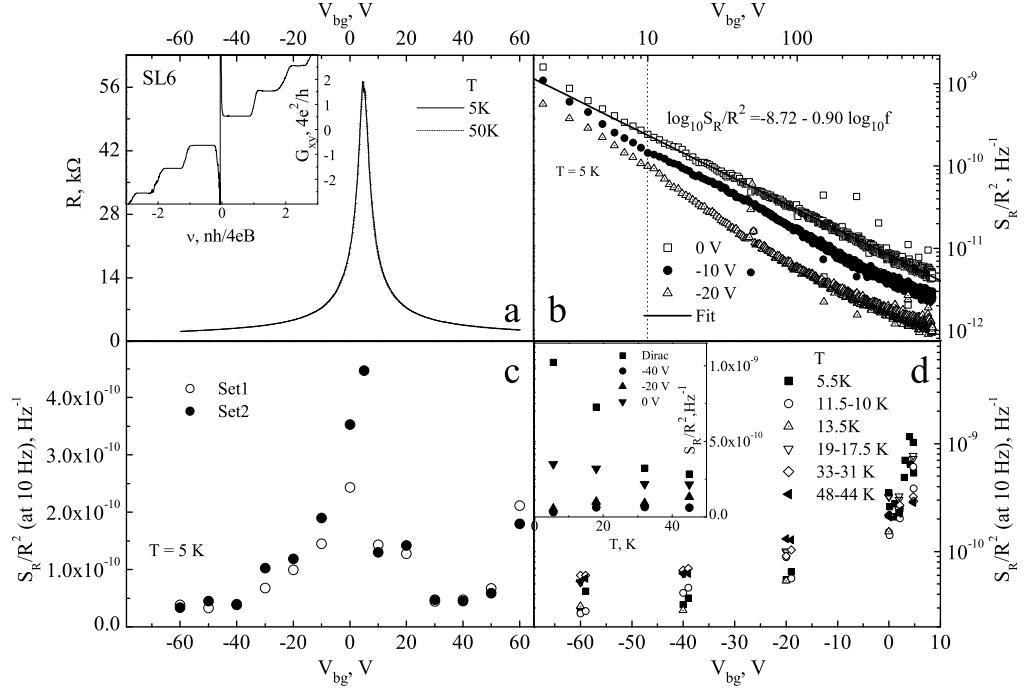 V_bg, V
V_bg, V
-60 -40 -20 0 20 40 60
10 100
SL6
T
5K
50K
R, kΩ
56
42
28
14
0
G_xy, 4e²/h
2
1
0
-1
-2
-2 0 2
ν, nh/4eB
a
log₁₀S_R/R² =-8.72 - 0.90 log₁₀f
T = 5 K
0 V
-10 V
-20 V
Fit
b
S_R/R², Hz⁻¹
10⁻⁹
10⁻¹⁰
10⁻¹¹
10⁻¹²
S_R/R² (at 10 Hz), Hz⁻¹
4.0x10⁻¹⁰
3.0x10⁻¹⁰
2.0x10⁻¹⁰
1.0x10⁻¹⁰
0.0
Set1
Set2
T = 5 K
c
-60 -40 -20 0 20 40 60
V_bg, V
Dirac
-40 V
-20 V
0 V
1.0x10⁻⁹
5.0x10⁻¹⁰
0.0
S_R/R²,Hz⁻¹
0 20 40
T, K
T
5.5K
11.5-10 K
13.5K
19-17.5 K
33-31 K
48-44 K
d
10⁻⁹
10⁻¹⁰
S_R/R² (at 10 Hz), Hz⁻¹
-60 -50 -40 -30 -20 -10 0 10
V_bg, V